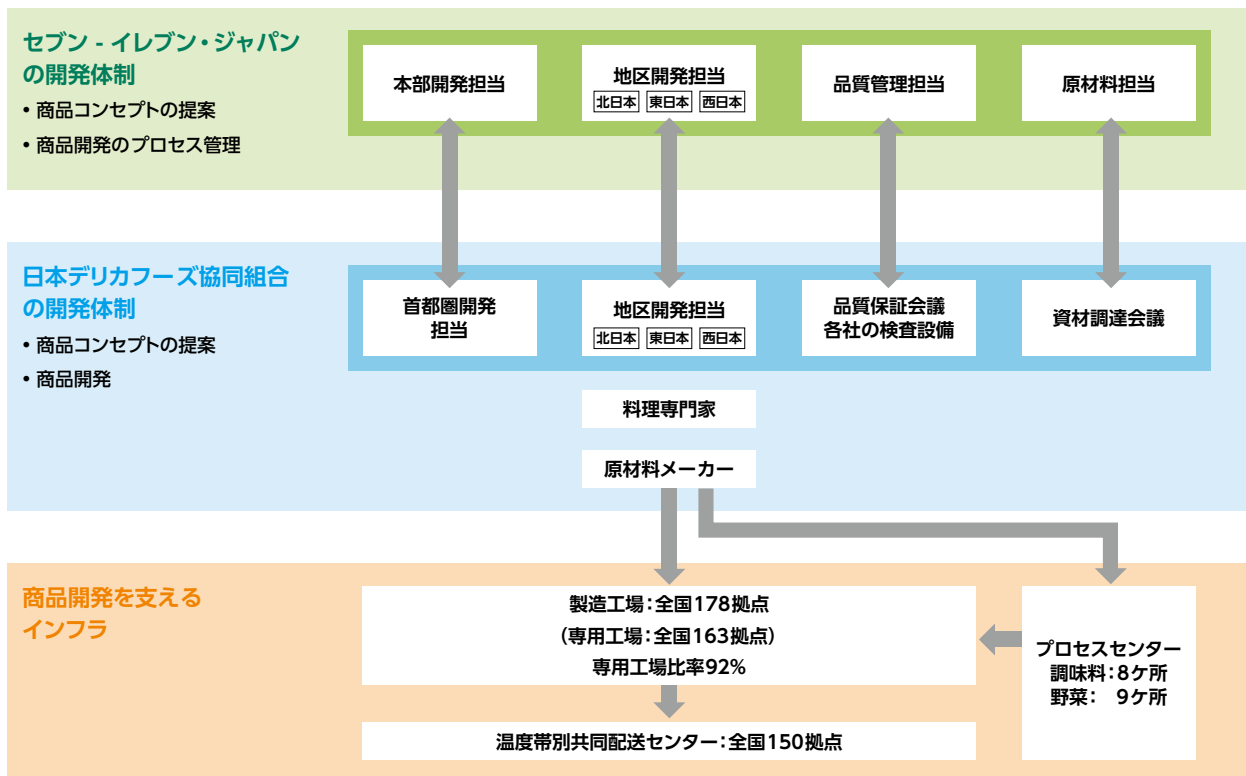 セブン - イレブン・ジャパン
の開発体制
• 商品コンセプトの提案
• 商品開発のプロセス管理
本部開発担当
地区開発担当
北日本 東日本 西日本
品質管理担当
原材料担当
日本デリカフーズ協同組合
の開発体制
• 商品コンセプトの提案
• 商品開発
首都圏開発
担当
地区開発担当
北日本 東日本 西日本
品質保証会議
各社の検査設備
資材調達会議
料理専門家
原材料メーカー
商品開発を支える
インフラ
製造工場：全国178拠点
（専用工場：全国163拠点）
専用工場比率92%
プロセスセンター
調味料：8ケ所
野菜： 9ケ所
温度帯別共同配送センター：全国150拠点